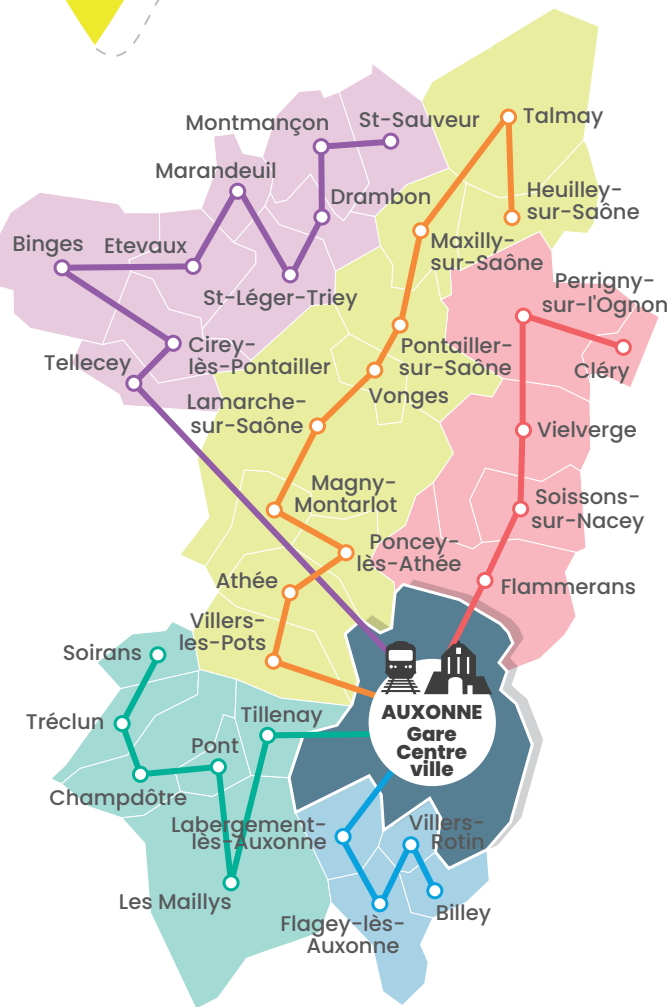 Talmay
Montmançon
St-Sauveur
Marandeuil
Drambon
Heuilley-
sur-Saône
Binges
Etevaux
Maxilly-
sur-Saône
St-Léger-Triey
Perrigny-
sur-l'Ognon
Cirey-
lès-Pontailler
Tellecey
Pontailler-
sur-Saône
Cléry
Vonges
Lamarche-
sur-Saône
Vielverge
Magny-
Montarlot
Soissons-
sur-Nacey
Poncey-
lès-Athée
Athée
Flammerans
Villers-
les-Pots
Soirans
Tréclun
Tillenay
AUXONNE
Gare
Centre
ville
Pont
Champdôtre
Labergement-
lès-Auxonne
Villers-
Rotin
Les Maillys
Flagey-lès-
Auxonne
Billey